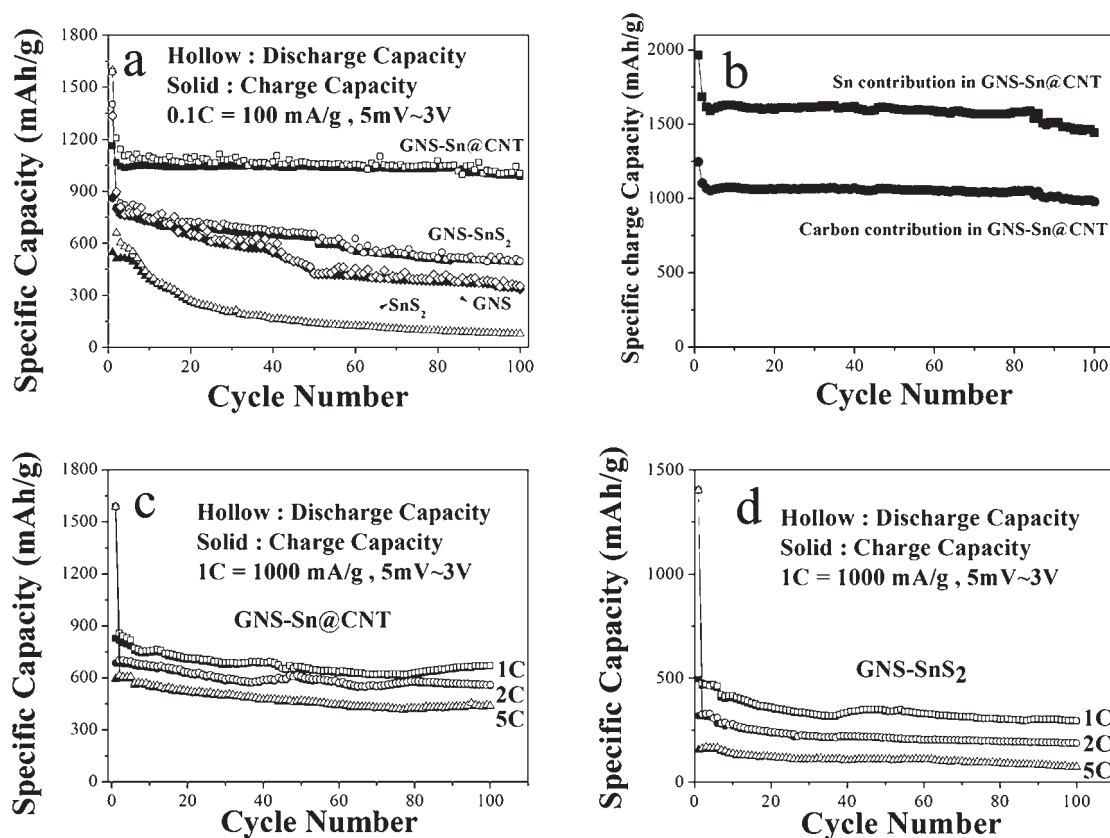 a
Hollow : Discharge Capacity
Solid : Charge Capacity
0.1C = 100 mA/g , 5mV~3V
GNS-Sn@CNT
GNS-SnS2
SnS2
GNS
1800
1500
1200
900
600
300
0
0
20
40
60
80
100
Specific Capacity (mAh/g)
Cycle Number
b
Sn contribution in GNS-Sn@CNT
Carbon contribution in GNS-Sn@CNT
2000
1500
1000
500
0
0
20
40
60
80
100
Specific charge Capacity (mAh/g)
Cycle Number
c
Hollow : Discharge Capacity
Solid : Charge Capacity
1C = 1000 mA/g , 5mV~3V
GNS-Sn@CNT
1C
2C
5C
1800
1500
1200
900
600
300
0
0
20
40
60
80
100
Specific Capacity (mAh/g)
Cycle Number
d
Hollow : Discharge Capacity
Solid : Charge Capacity
1C = 1000 mA/g , 5mV~3V
GNS-SnS2
1C
2C
5C
1500
1000
500
0
0
20
40
60
80
100
Specific Capacity (mAh/g)
Cycle Number